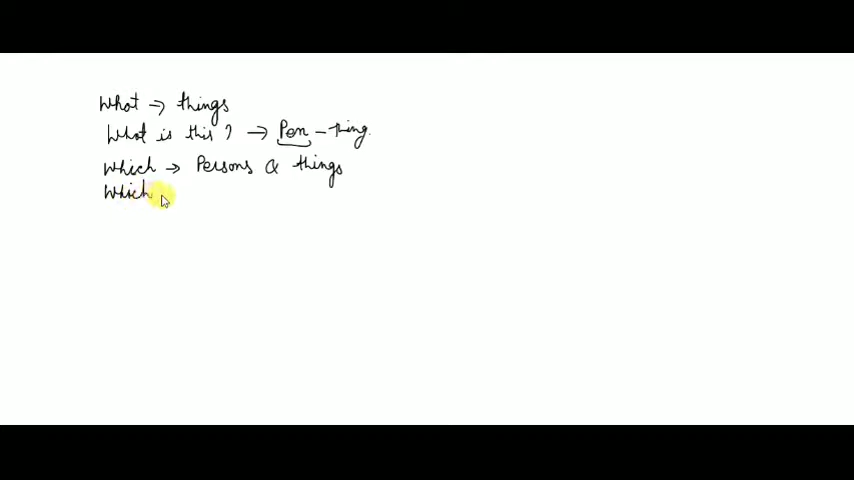 What → things
What is this ? → Pen - thing.
Which → Persons & things
Which